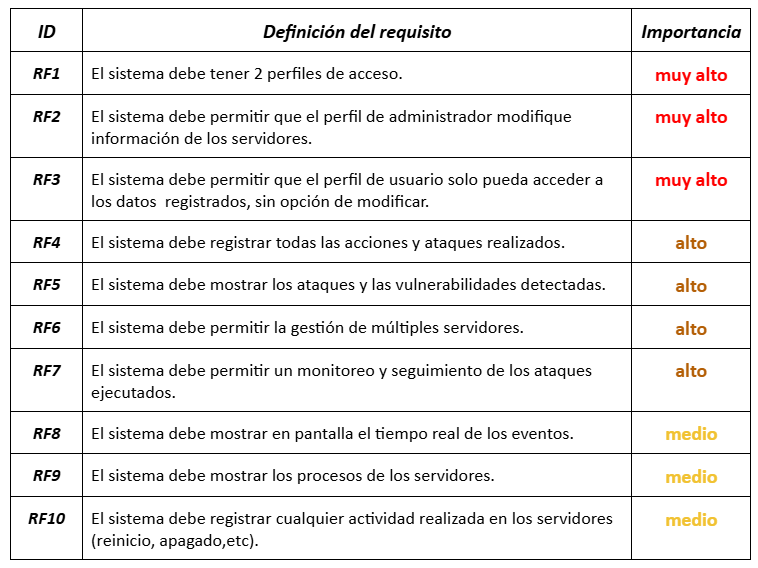 ID Definición del requisito Importancia
RF1 El sistema debe tener 2 perfiles de acceso. muy alto
RF2 El sistema debe permitir que el perfil de administrador modifique muy alto
información de los servidores.
RF3 El sistema debe permitir que el perfil de usuario solo pueda acceder a muy alto
los datos registrados, sin opción de modificar.
RF4 El sistema debe registrar todas las acciones y ataques realizados. alto
RF5 El sistema debe mostrar los ataques y las vulnerabilidades detectadas. alto
RF6 El sistema debe permitir la gestión de múltiples servidores. alto
RF7 El sistema debe permitir un monitoreo y seguimiento de los ataques alto
ejecutados.
RF8 El sistema debe mostrar en pantalla el tiempo real de los eventos. medio
RF9 El sistema debe mostrar los procesos de los servidores. medio
RF10 El sistema debe registrar cualquier actividad realizada en los servidores medio
(reinicio, apagado,etc).